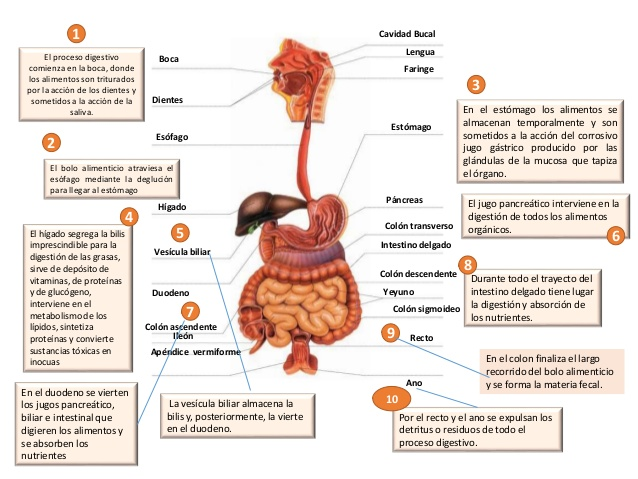 1
El proceso digestivo
comienza en la boca, donde
los alimentos son triturados
por la acción de los dientes y
sometidos a la acción de la
saliva.
Boca
Dientes
Cavidad Bucal
Lengua
Faringe
2
El bolo alimenticio atraviesa el
esófago mediante la deglución
para llegar al estómago
Esófago
Estómago
3
En el estómago los alimentos se
almacenan temporalmente y son
sometidos a la acción del corrosivo
jugo gástrico producido por las
glándulas de la mucosa que tapiza
el órgano.
Hígado
4
El hígado segrega la bilis
imprescindible para la
digestión de las grasas,
sirve de depósito de
vitaminas, de proteínas
y de glucógeno,
interviene en el
metabolismo de los
lípidos, sintetiza
proteínas y convierte
sustancias tóxicas en
inocuas
5
Vesícula biliar
Duodeno
7
Colón ascendente
Ileón
Apéndice vermiforme
Páncreas
Colón transverso
Intestino delgado
Colón descendente
Yeyuno
Colón sigmoideo
Recto
Ano
El jugo pancreático interviene en la
digestión de todos los alimentos
orgánicos.
6
8
Durante todo el trayecto del
intestino delgado tiene lugar
la digestión y absorción de
los nutrientes.
9
En el colon finaliza el largo
recorrido del bolo alimenticio
y se forma la materia fecal.
En el duodeno se vierten
los jugos pancreático,
biliar e intestinal que
digieren los alimentos y
se absorben los
nutrientes
La vesícula biliar almacena la
bilis y, posteriormente, la vierte
en el duodeno.
10
Por el recto y el ano se expulsan los
detritus o residuos de todo el
proceso digestivo.